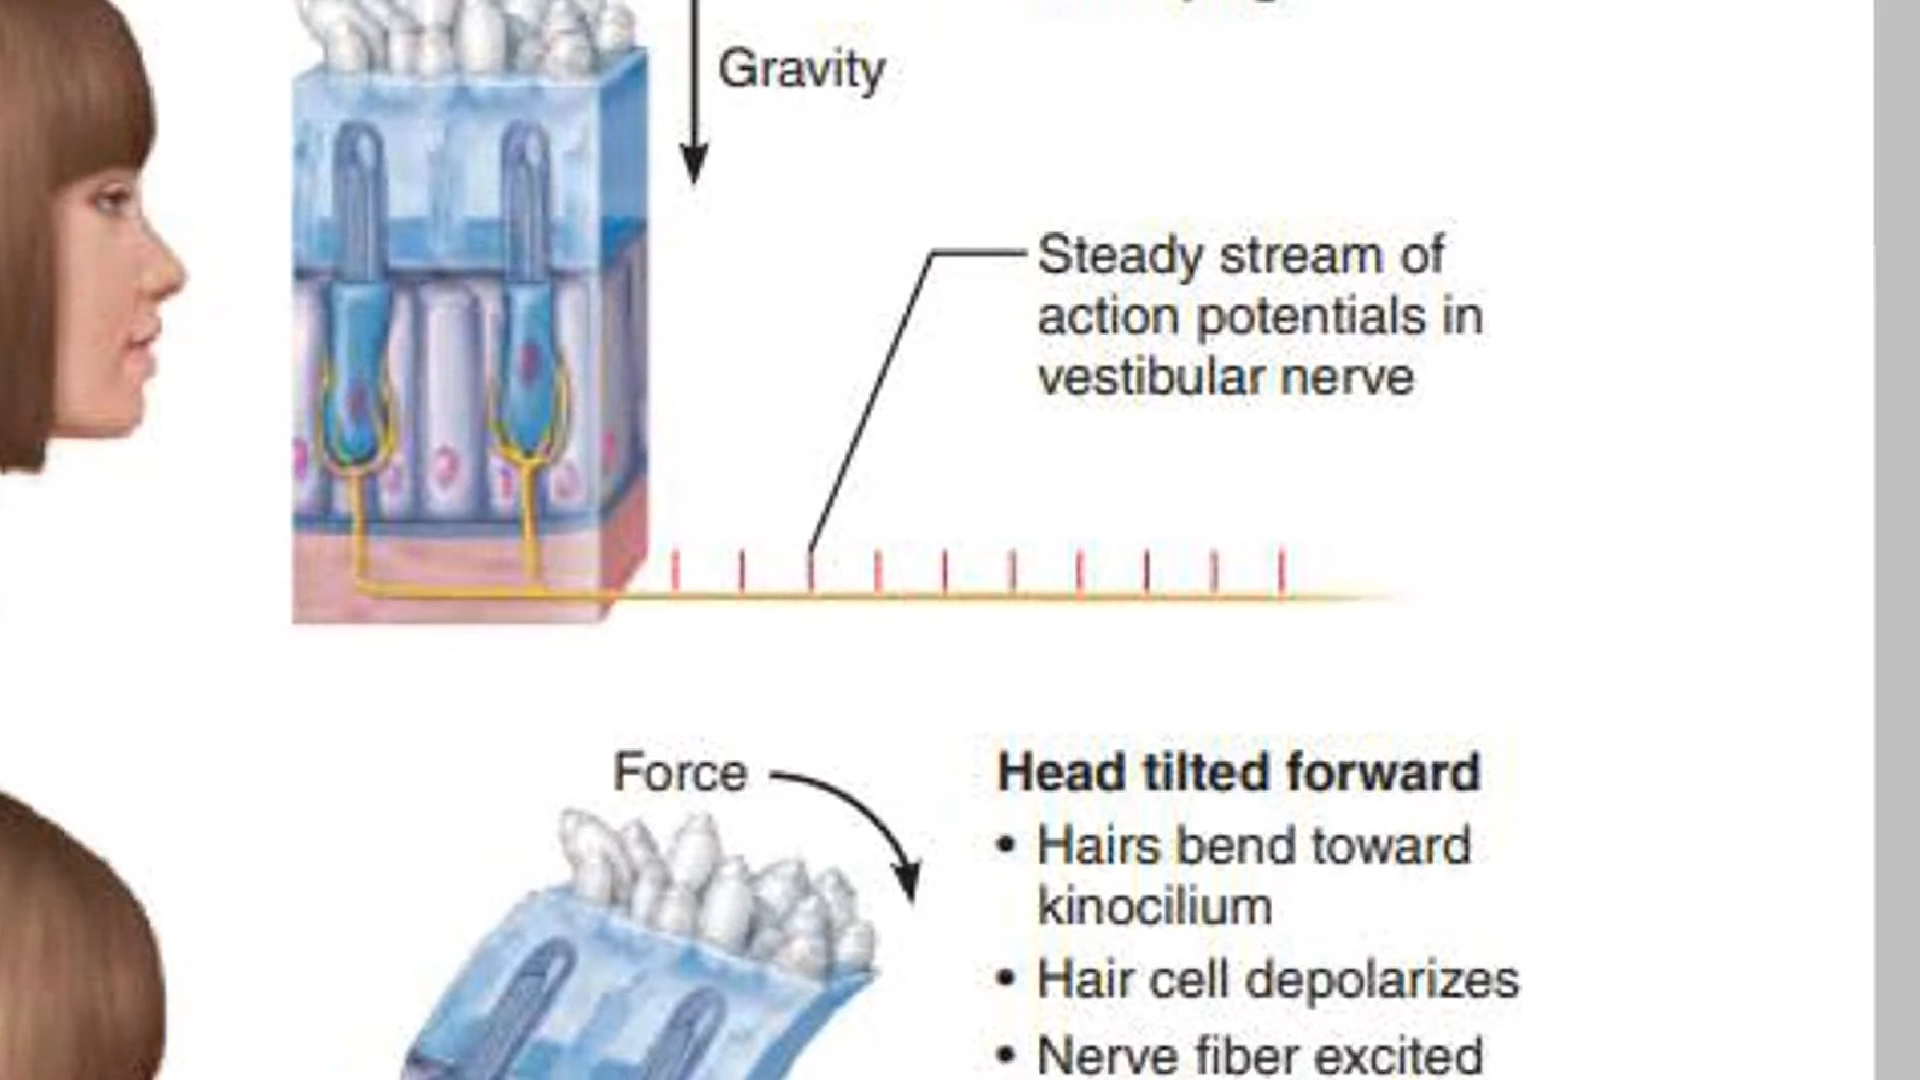 Gravity
Steady stream of
action potentials in
vestibular nerve
Force
Head tilted forward
• Hairs bend toward
kinocilium
• Hair cell depolarizes
• Nerve fiber excited